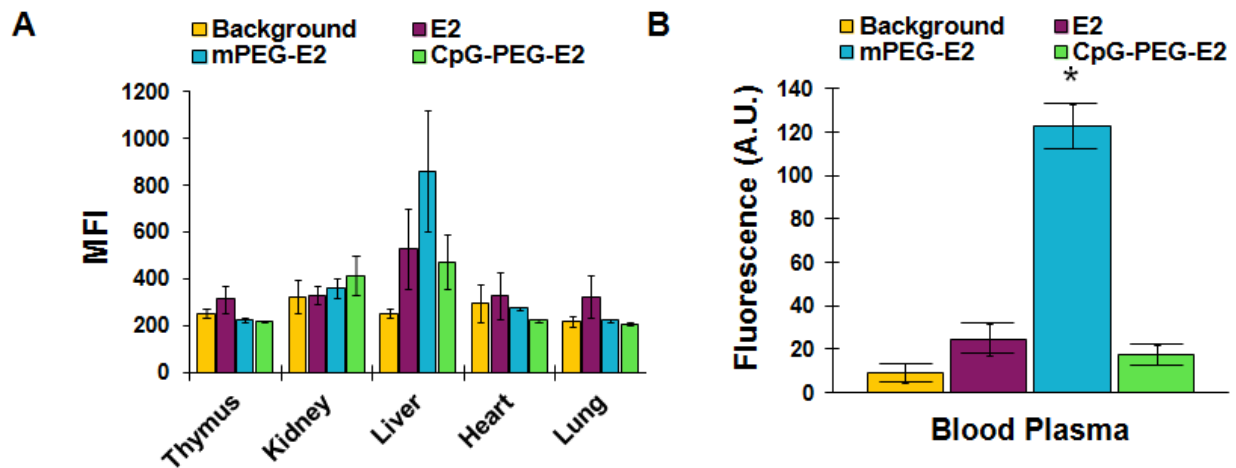 A
Background
E2
mPEG-E2
CpG-PEG-E2
1200
1000
800
600
400
200
0
MFI
Thymus
Kidney
Liver
Heart
Lung
B
Background
E2
mPEG-E2
CpG-PEG-E2
*
140
120
100
80
60
40
20
0
Fluorescence (A.U.)
Blood Plasma